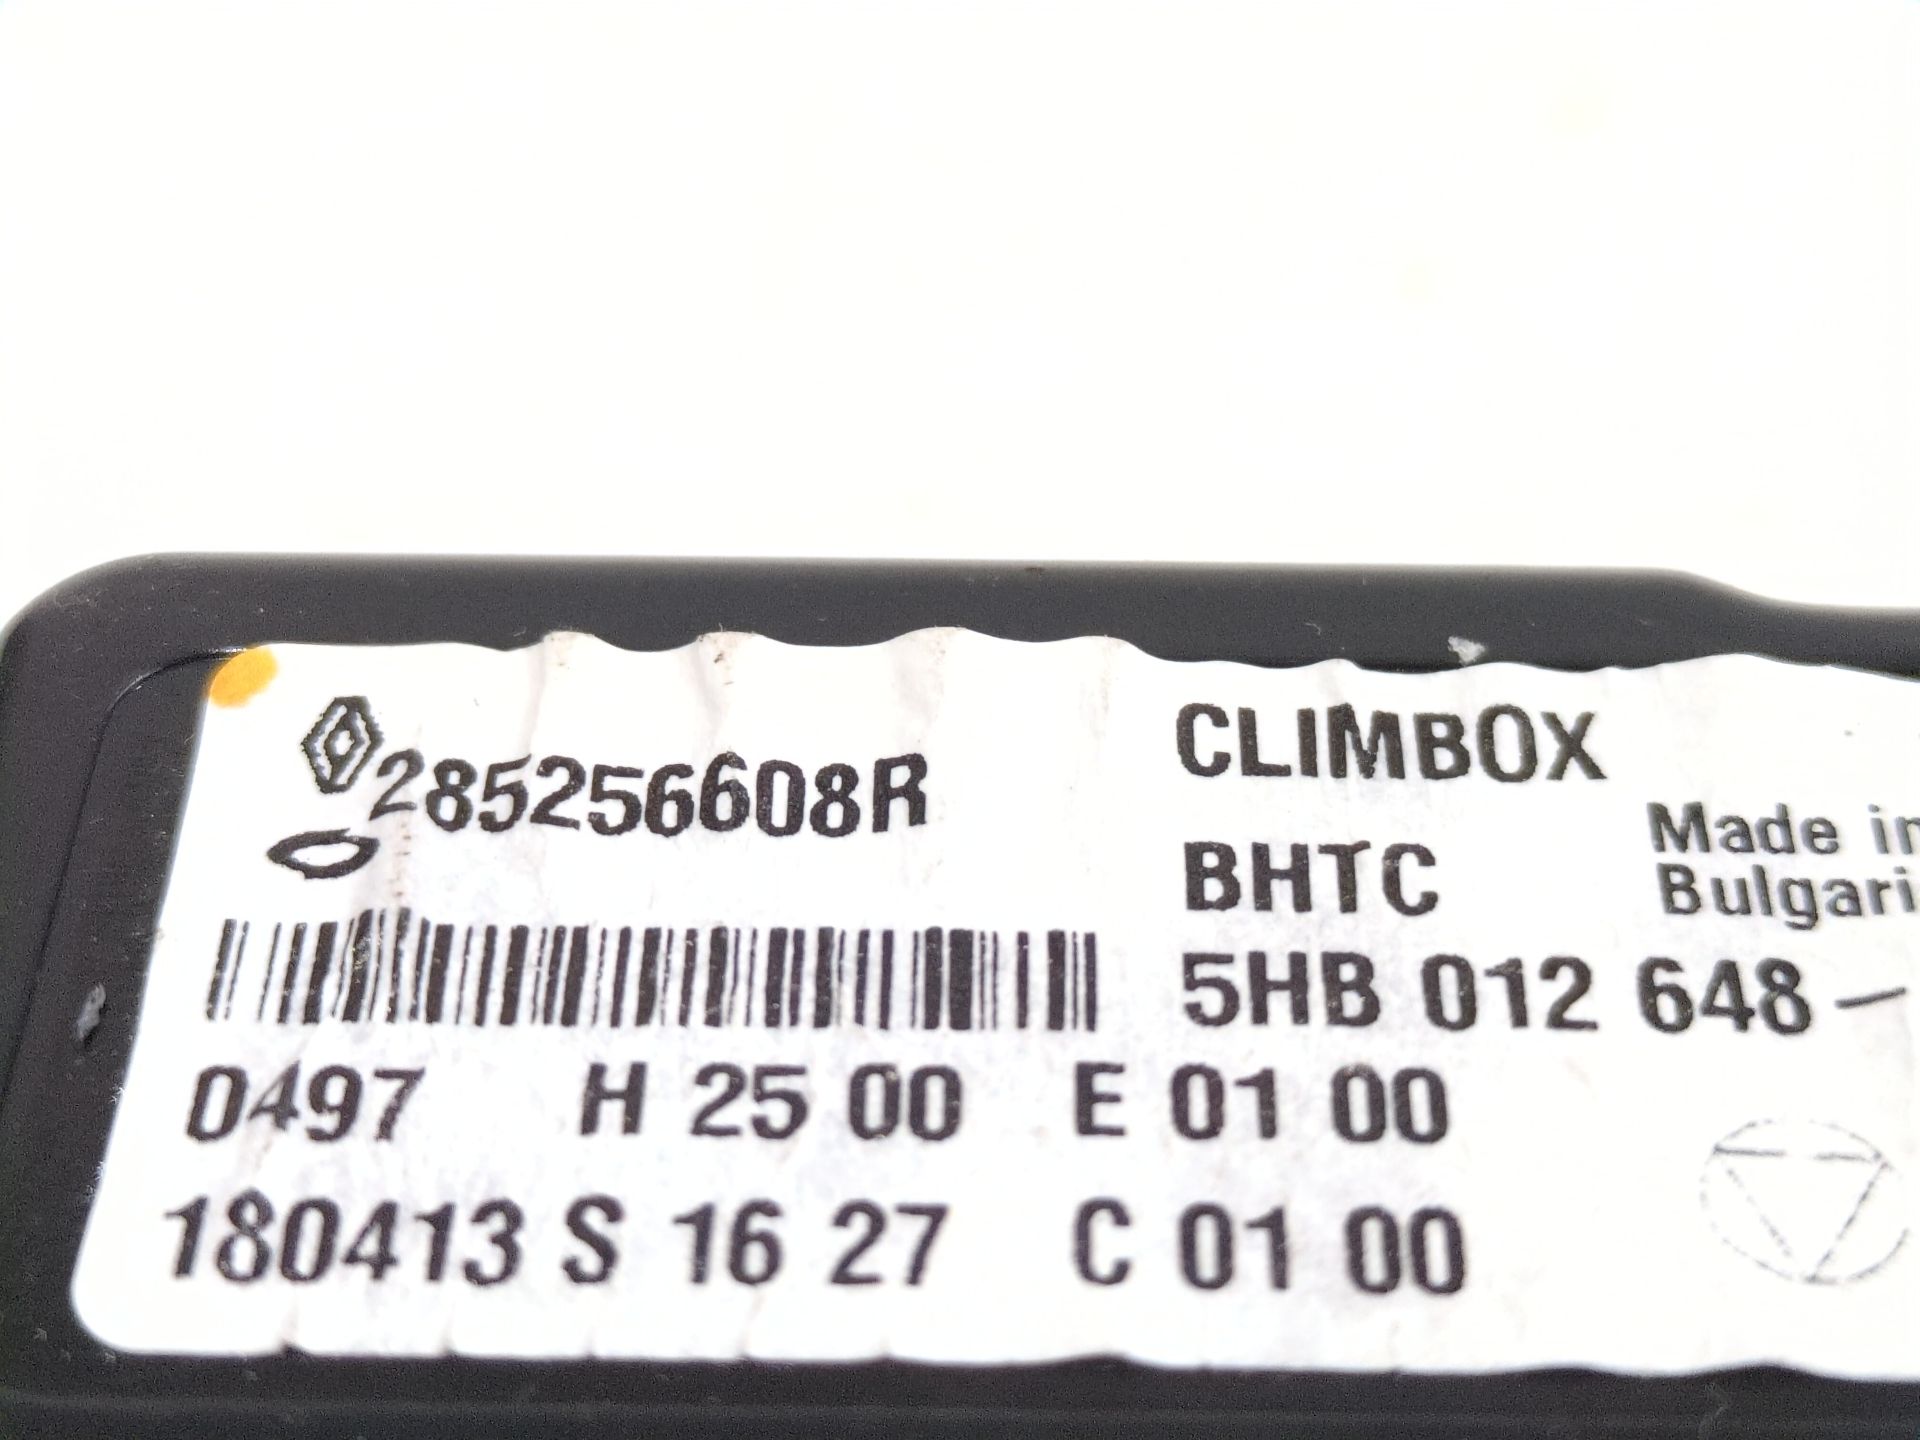 285256608R
CLIMBOX
BHTC
Made in
Bulgari
5HB 012 648-
0497 H 25 00 E 01 00
180413 S 16 27 C 01 00